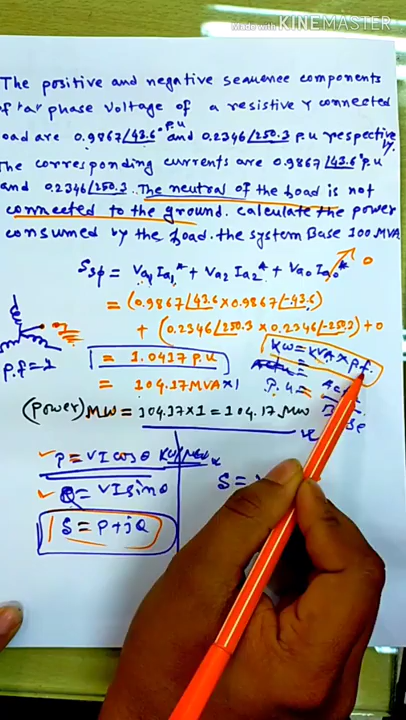 Made with KINEMASTER
The positive and negative sequence components
of 'ɑ' phase voltage of a resistive Y connected
load are 0.9867/43.6° P.u and 0.2346/250.3 P.u respectively.
The corresponding currents are 0.9867/43.6 P.u
and 0.2346/250.3. The neutral of the load is not
connected to the ground. calculate the power
consumed by the load. the system Base 100 MVA
S3φ = Va1 Ia1* + Va2 Ia2* + Va0 Ia0* 0
= (0.9867/43.6 × 0.9867/-43.6)
+ (0.2346/250.3 × 0.2346/-250.3) + 0
P.f = 1
= 1.0417 P.u
KW = KVA × P.f.
= 104.17 MVA × 1
P.u =
(power) MW = 104.17 × 1 = 104.17 MW
P = VI cosθ
Q = VI sinθ
S =
S = P + jQ